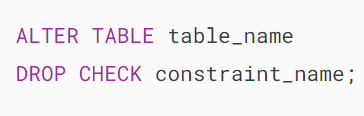 ALTER TABLE table_name
DROP CHECK constraint_name;